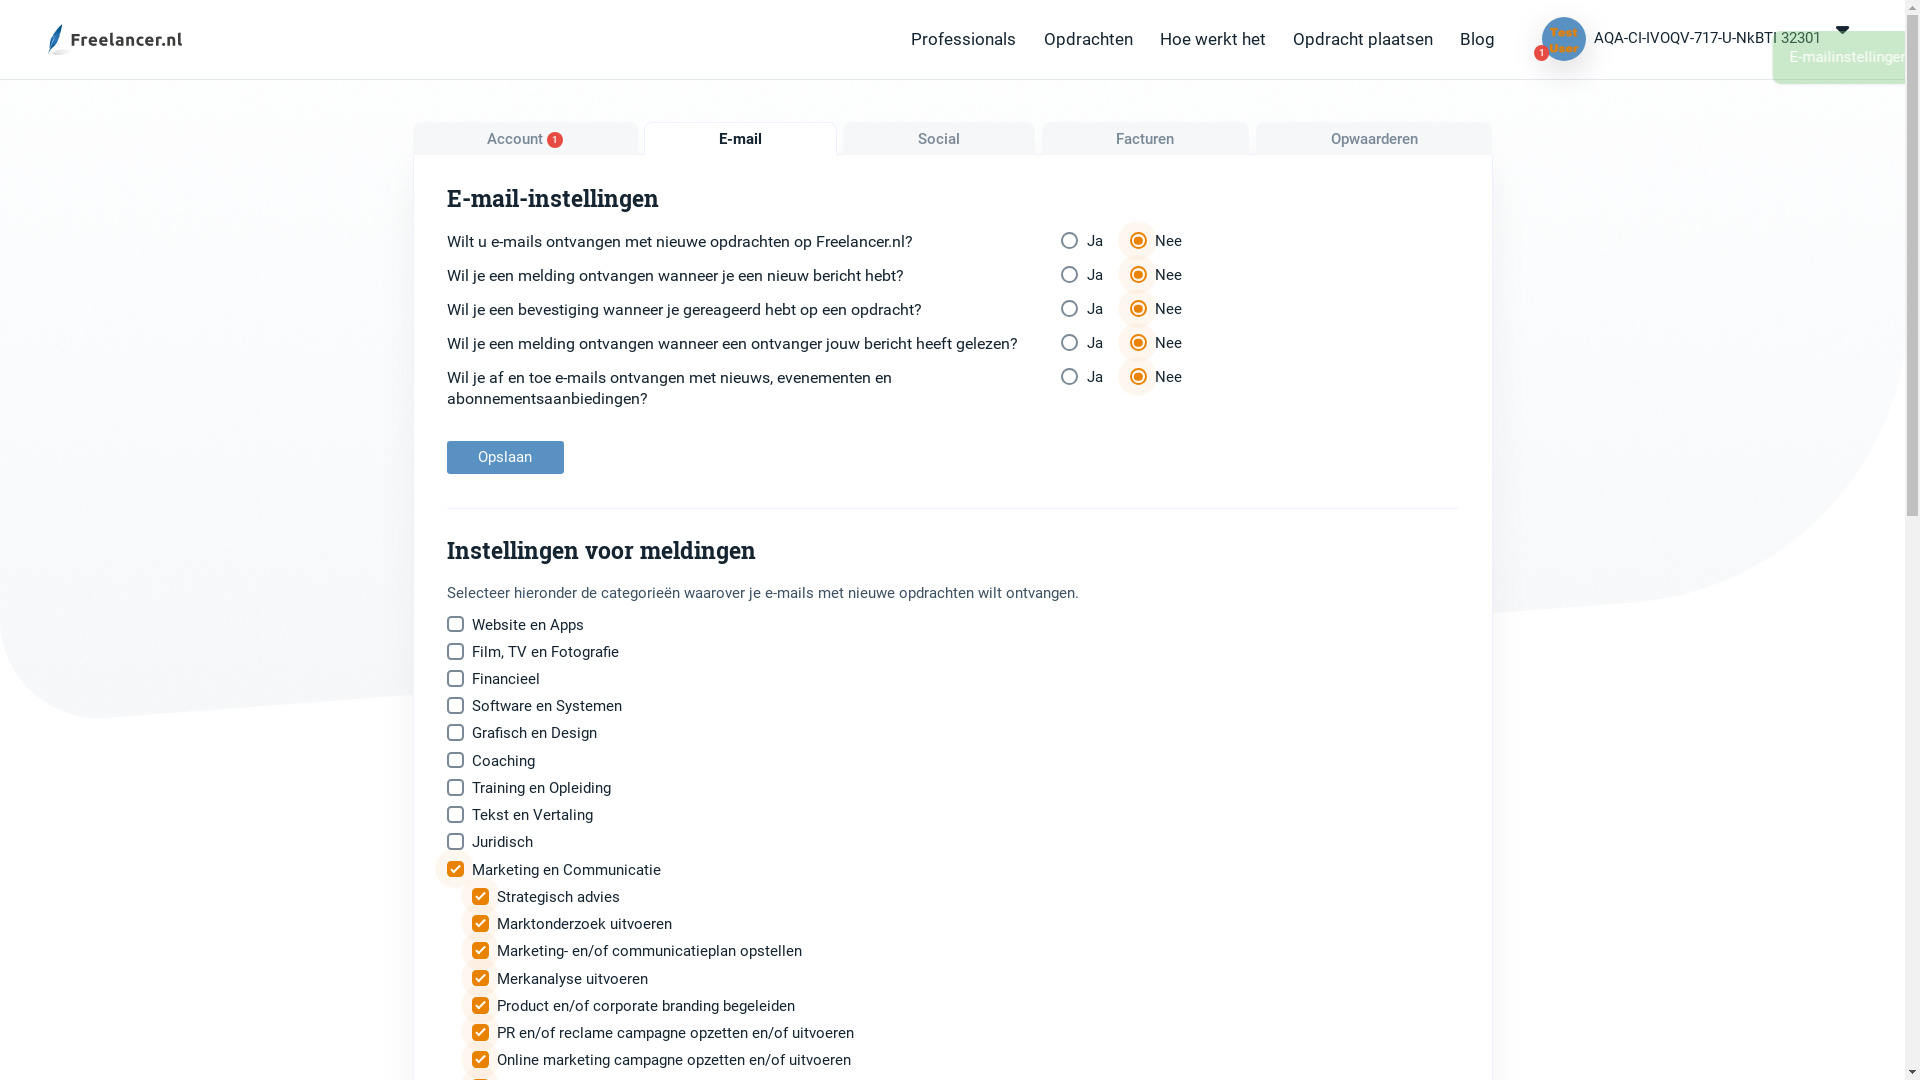 Freelancer.nl
Professionals
Opdrachten
Hoe werkt het
Opdracht plaatsen
Blog
Test
User
1
AQA-CI-IVOQV-717-U-NkBTI 32301
E-mailinstellingen
Account 1
E-mail
Social
Facturen
Opwaarderen
E-mail-instellingen
Wilt u e-mails ontvangen met nieuwe opdrachten op Freelancer.nl?
Ja
Nee
Wil je een melding ontvangen wanneer je een nieuw bericht hebt?
Ja
Nee
Wil je een bevestiging wanneer je gereageerd hebt op een opdracht?
Ja
Nee
Wil je een melding ontvangen wanneer een ontvanger jouw bericht heeft gelezen?
Ja
Nee
Wil je af en toe e-mails ontvangen met nieuws, evenementen en
abonnementsaanbiedingen?
Ja
Nee
Opslaan
Instellingen voor meldingen
Selecteer hieronder de categorieën waarover je e-mails met nieuwe opdrachten wilt ontvangen.
Website en Apps
Film, TV en Fotografie
Financieel
Software en Systemen
Grafisch en Design
Coaching
Training en Opleiding
Tekst en Vertaling
Juridisch
Marketing en Communicatie
Strategisch advies
Marktonderzoek uitvoeren
Marketing- en/of communicatieplan opstellen
Merkanalyse uitvoeren
Product en/of corporate branding begeleiden
PR en/of reclame campagne opzetten en/of uitvoeren
Online marketing campagne opzetten en/of uitvoeren